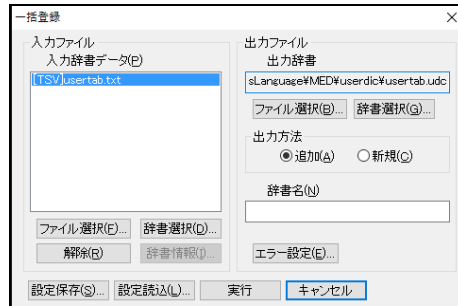 一括登録
入力ファイル
入力辞書データ(P)
[TSV]usertab.txt
ファイル選択(F)...
辞書選択(D)...
解除(R)
辞書情報(I)...
出力ファイル
出力辞書
sLanguage¥MED¥userdic¥usertab.udc
ファイル選択(B)...
辞書選択(G)...
出力方法
追加(A)
新規(C)
辞書名(N)
エラー設定(E)...
設定保存(S)...
設定読込(L)...
実行
キャンセル